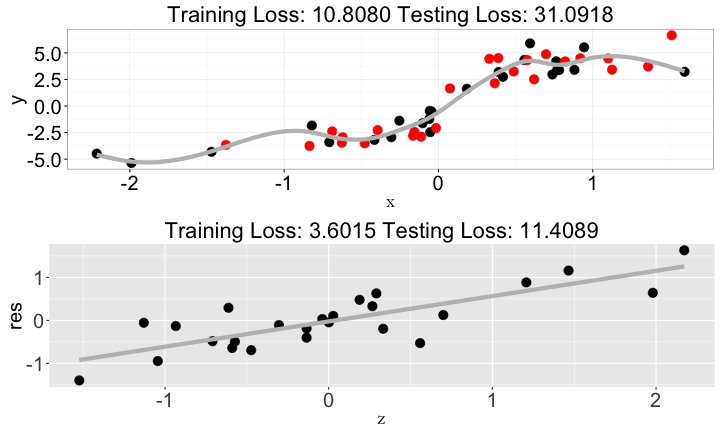 Training Loss: 10.8080 Testing Loss: 31.0918
5.0
2.5
0.0
-2.5
-5.0
y
-2 -1 0 1
x
Training Loss: 3.6015 Testing Loss: 11.4089
1
0
-1
res
-1 0 1 2
z